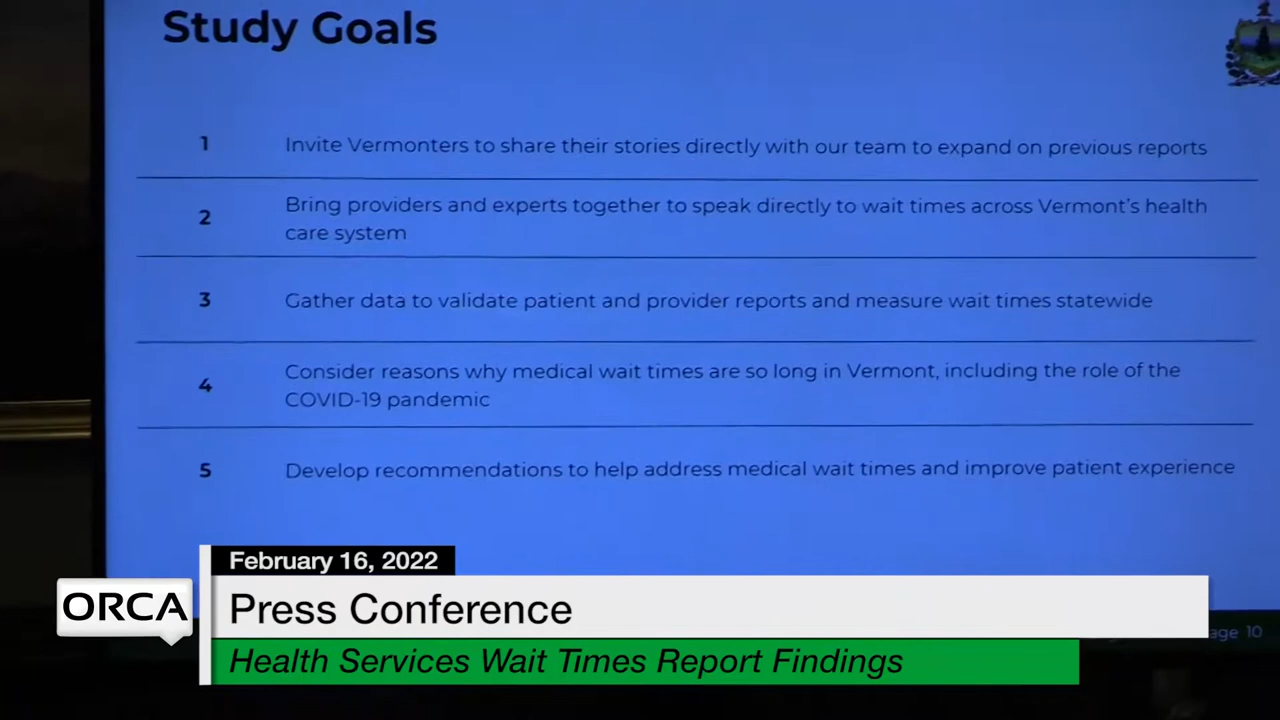 Study Goals
1 Invite Vermonters to share their stories directly with our team to expand on previous reports
2 Bring providers and experts together to speak directly to wait times across Vermont's health
care system
3 Gather data to validate patient and provider reports and measure wait times statewide
4 Consider reasons why medical wait times are so long in Vermont, including the role of the
COVID-19 pandemic
5 Develop recommendations to help address medical wait times and improve patient experience
February 16, 2022
ORCA
Press Conference
age 10
Health Services Wait Times Report Findings